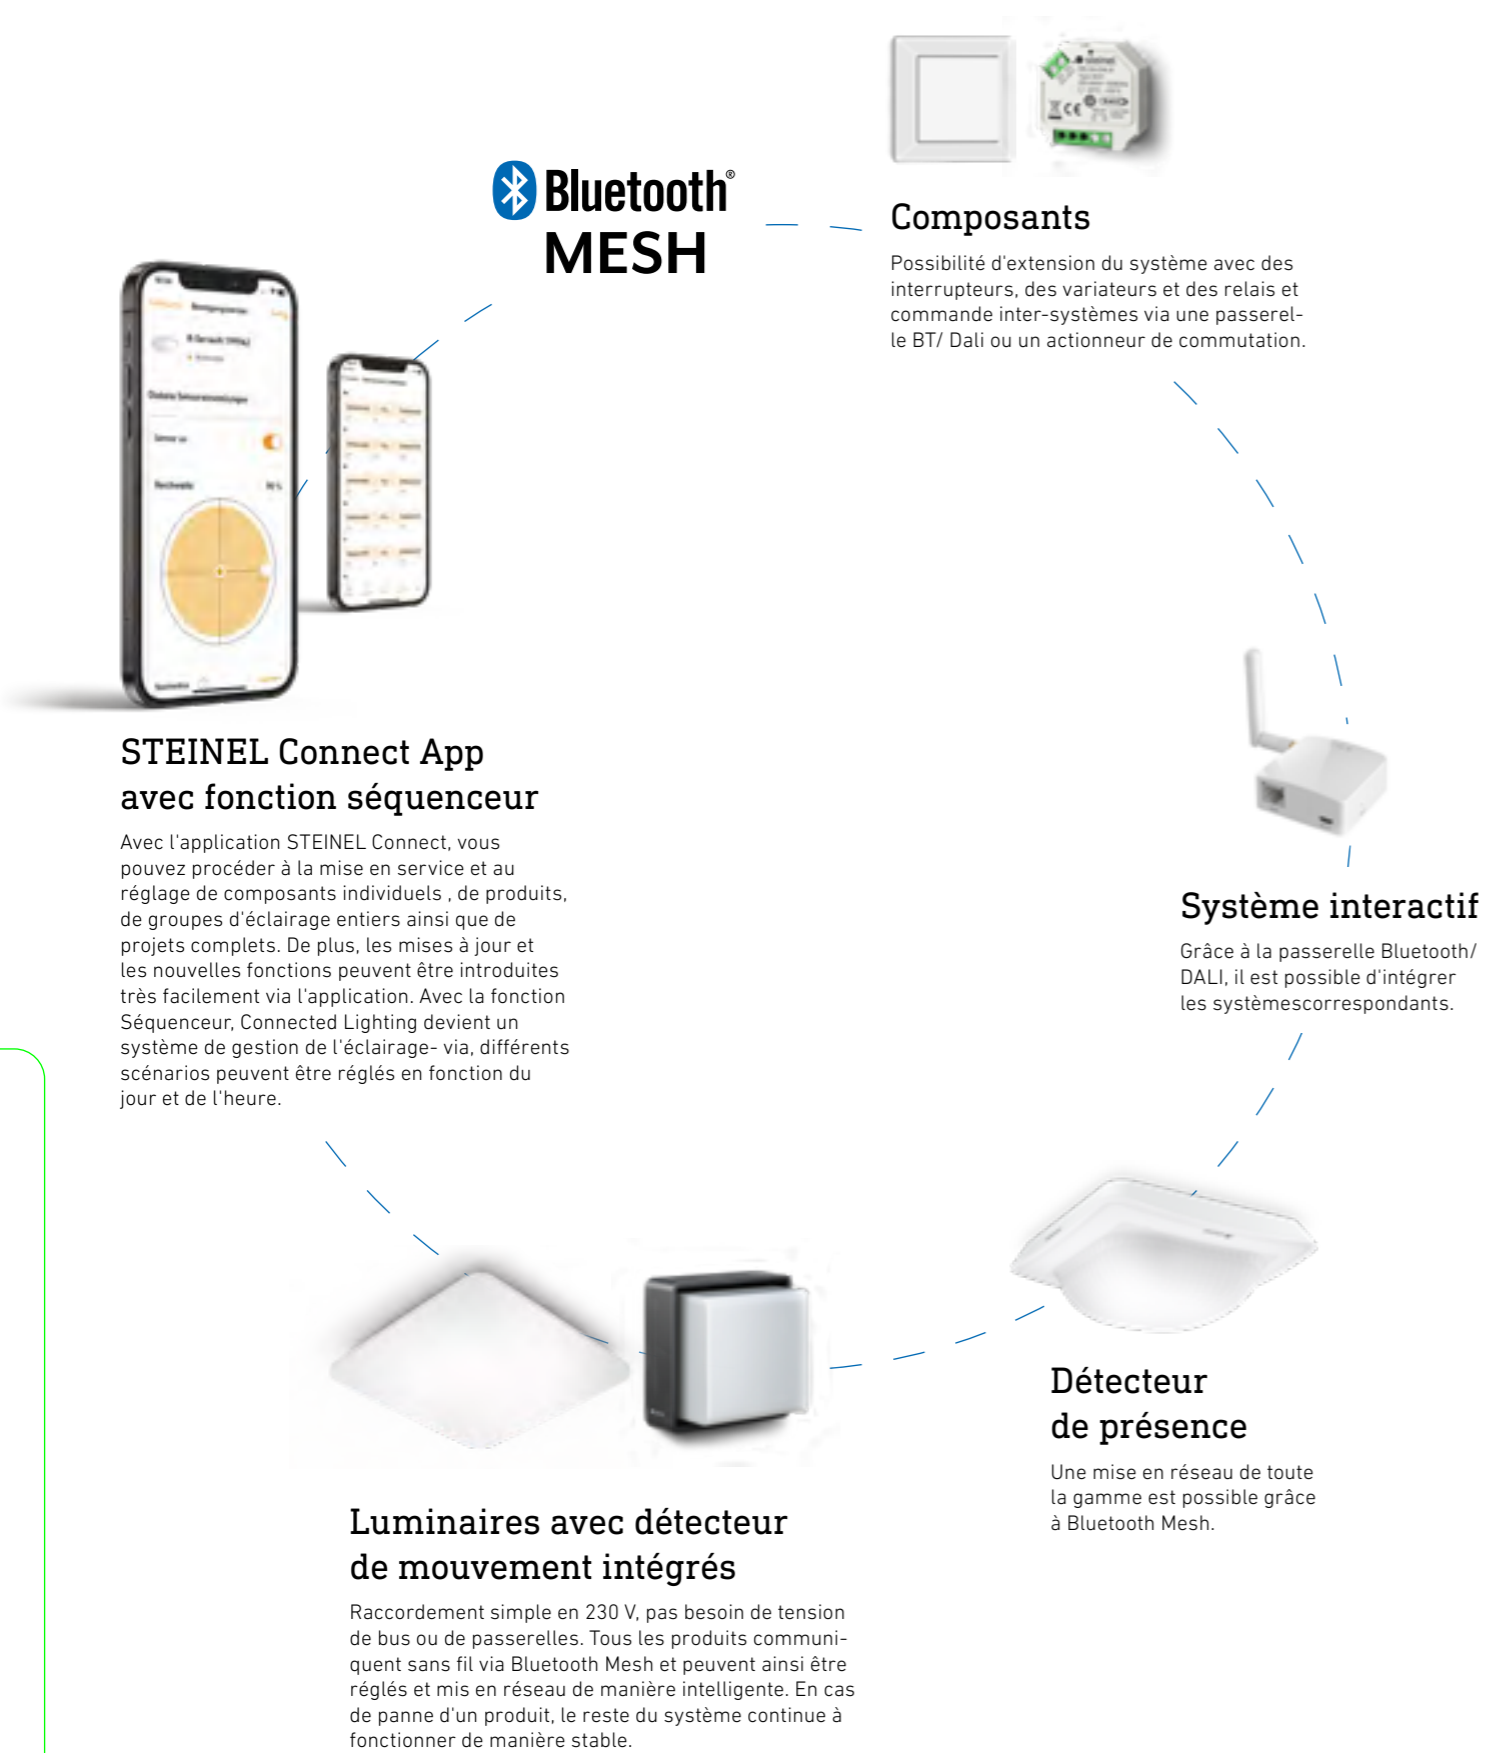 Bluetooth®
MESH
Composants
Possibilité d'extension du système avec des
interrupteurs, des variateurs et des relais et
commande inter-systèmes via une passerel-
le BT/ Dali ou un actionneur de commutation.
STEINEL Connect App
avec fonction séquenceur
Avec l'application STEINEL Connect, vous
pouvez procéder à la mise en service et au
réglage de composants individuels , de produits,
de groupes d'éclairage entiers ainsi que de
projets complets. De plus, les mises à jour et
les nouvelles fonctions peuvent être introduites
très facilement via l'application. Avec la fonction
Séquenceur, Connected Lighting devient un
système de gestion de l'éclairage- via, différents
scénarios peuvent être réglés en fonction du
jour et de l'heure.
Système interactif
Grâce à la passerelle Bluetooth/
DALI, il est possible d'intégrer
les systèmescorrespondants.
Détecteur
de présence
Une mise en réseau de toute
la gamme est possible grâce
à Bluetooth Mesh.
Luminaires avec détecteur
de mouvement intégrés
Raccordement simple en 230 V, pas besoin de tension
de bus ou de passerelles. Tous les produits communi-
quent sans fil via Bluetooth Mesh et peuvent ainsi être
réglés et mis en réseau de manière intelligente. En cas
de panne d'un produit, le reste du système continue à
fonctionner de manière stable.